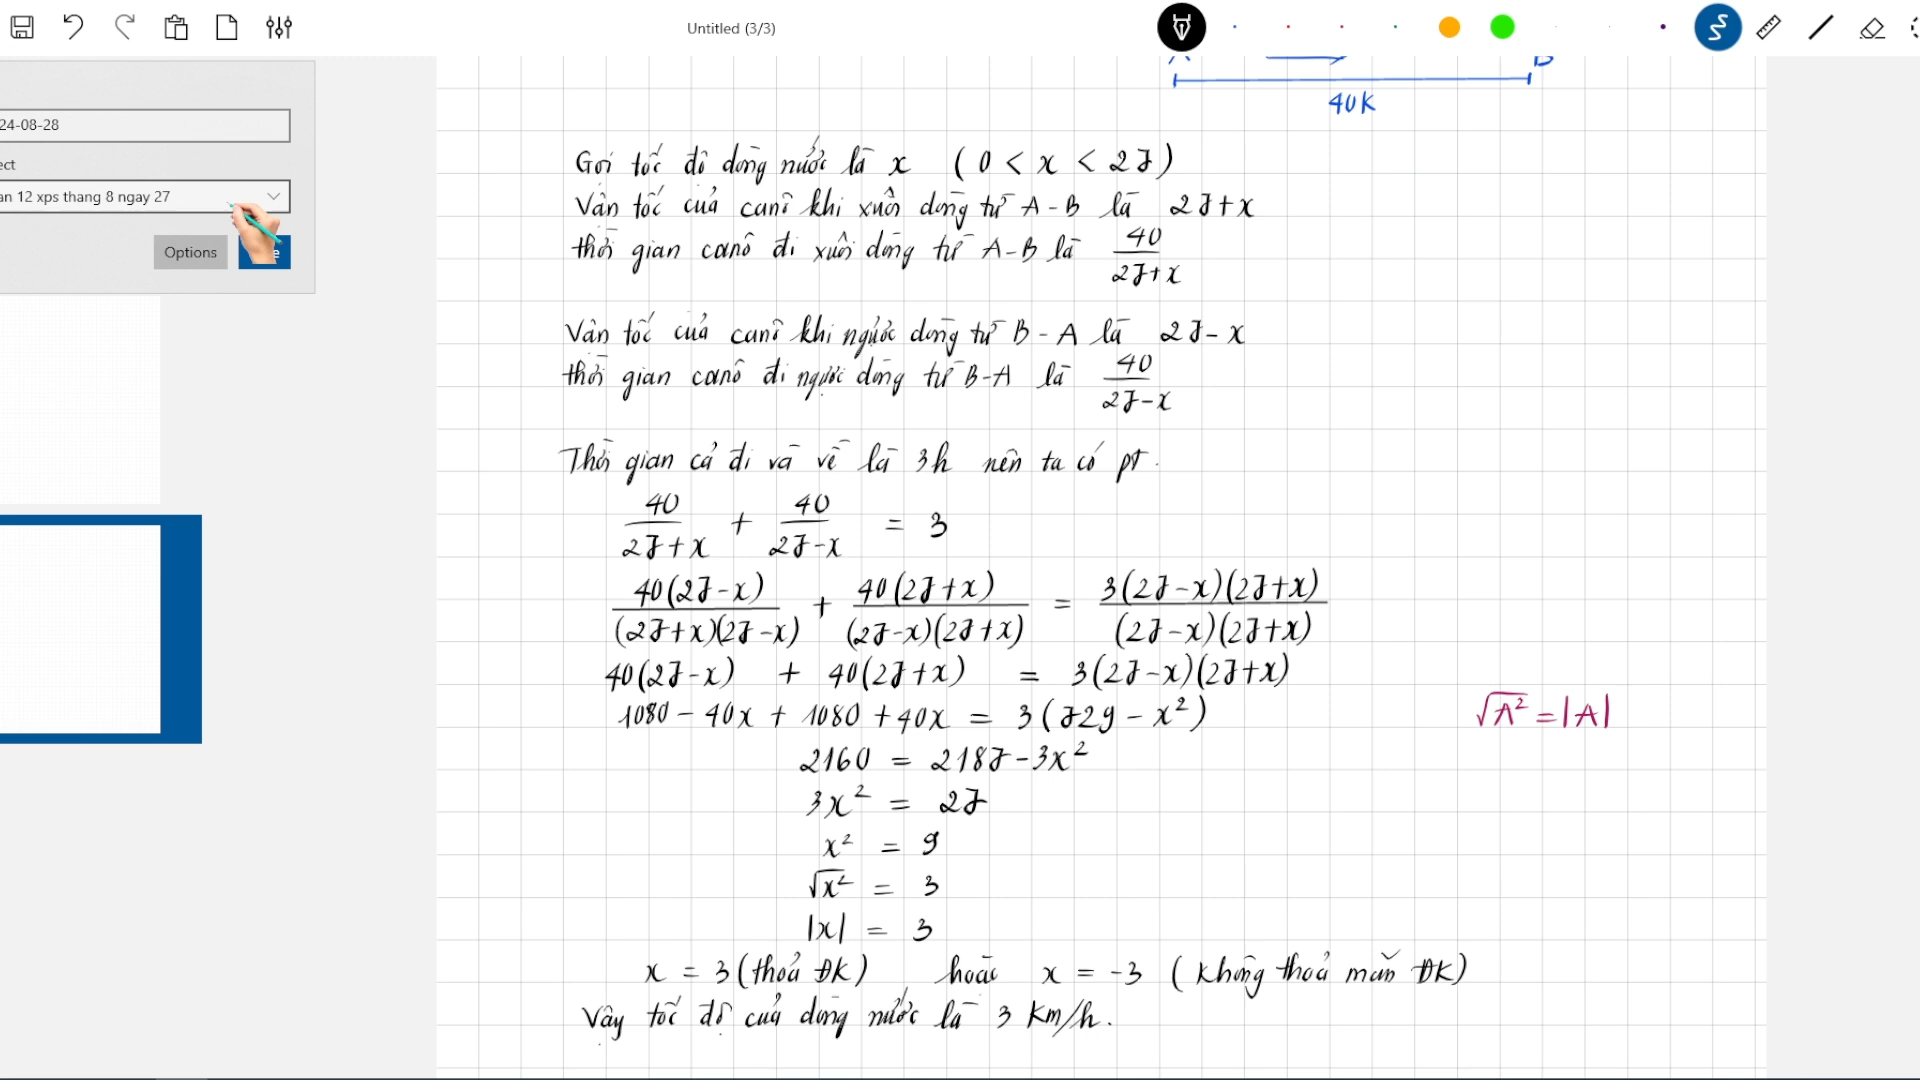 Untitled (3/3)
24-08-28
ect
an 12 xps thang 8 ngay 27
Options
e
A B
40K
Gọi tốc độ dòng nước là x ( 0 < x < 27 )
Vận tốc của canô khi xuôi dòng từ A - B là 27 + x
thời gian canô đi xuôi dòng từ A - B là 40/(27+x)
Vận tốc của canô khi ngược dòng từ B - A là 27 - x
thời gian canô đi ngược dòng từ B-A là 40/(27-x)
Thời gian cả đi và về là 3h nên ta có pt.
40/(27+x) + 40/(27-x) = 3
40(27-x)/((27+x)(27-x)) + 40(27+x)/((27-x)(27+x)) = 3(27-x)(27+x)/((27-x)(27+x))
40(27-x) + 40(27+x) = 3(27-x)(27+x)
1080 - 40x + 1080 + 40x = 3(729 - x²)
√A² = |A|
2160 = 2187 - 3x²
3x² = 27
x² = 9
√x² = 3
|x| = 3
x = 3 (thoả ĐK) hoặc x = -3 ( không thoả mãn ĐK)
Vậy tốc độ của dòng nước là 3 Km/h.